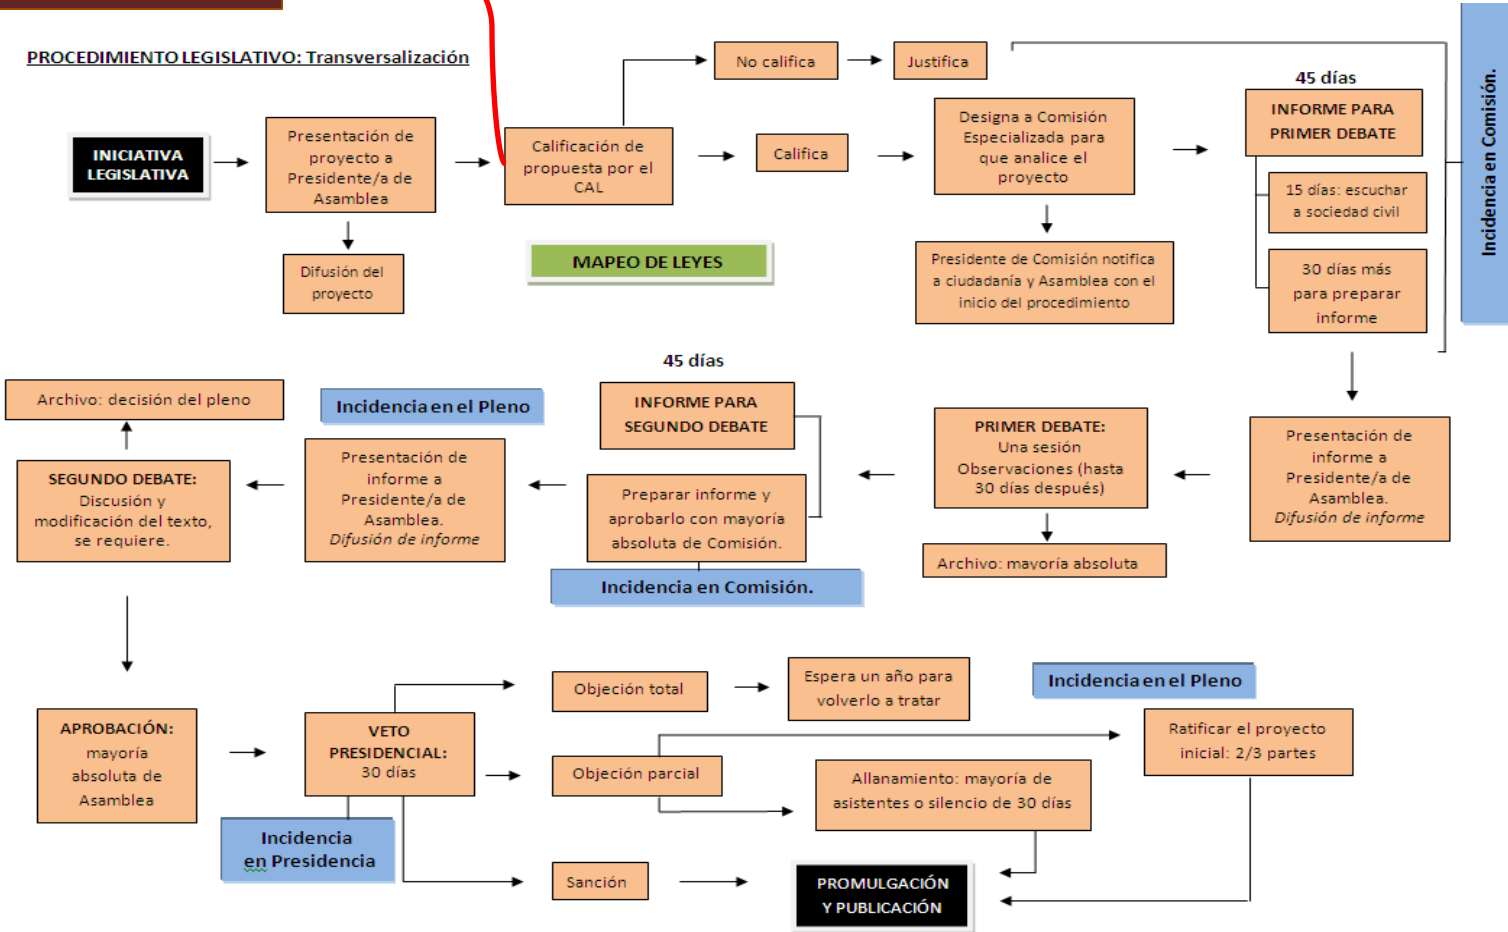 PROCEDIMIENTO LEGISLATIVO: Transversalización
INICIATIVA
LEGISLATIVA
Presentación de
proyecto a
Presidente/a de
Asamblea
Difusión del
proyecto
Calificación de
propuesta por el
CAL
No califica
Justifica
Califica
MAPEO DE LEYES
Designa a Comisión
Especializada para
que analice el
proyecto
Presidente de Comisión notifica
a ciudadanía y Asamblea con el
inicio del procedimiento
45 días
INFORME PARA
PRIMER DEBATE
15 días: escuchar
a sociedad civil
30 días más
para preparar
informe
Incidencia en Comisión.
Presentación de
informe a
Presidente/a de
Asamblea.
Difusión de informe
PRIMER DEBATE:
Una sesión
Observaciones (hasta
30 días después)
Archivo: mayoría absoluta
45 días
INFORME PARA
SEGUNDO DEBATE
Preparar informe y
aprobarlo con mayoría
absoluta de Comisión.
Incidencia en Comisión.
Incidencia en el Pleno
Presentación de
informe a
Presidente/a de
Asamblea.
Difusión de informe
Archivo: decisión del pleno
SEGUNDO DEBATE:
Discusión y
modificación del texto,
se requiere.
APROBACIÓN:
mayoría
absoluta de
Asamblea
VETO
PRESIDENCIAL:
30 días
Incidencia
en Presidencia
Objeción total
Espera un año para
volverlo a tratar
Objeción parcial
Incidencia en el Pleno
Ratificar el proyecto
inicial: 2/3 partes
Allanamiento: mayoría de
asistentes o silencio de 30 días
Sanción
PROMULGACIÓN
Y PUBLICACIÓN